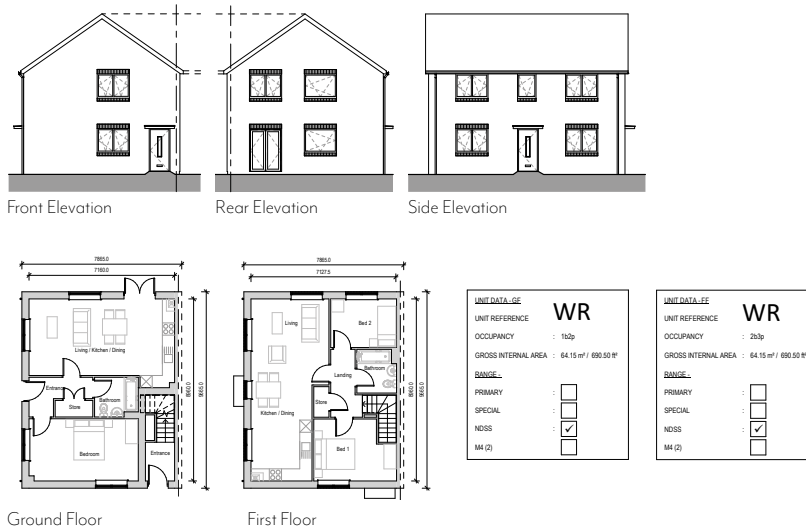 Front Elevation
Rear Elevation
Side Elevation
7865.0
7160.0
Living / Kitchen / Dining
Entrance
Store
Bathroom
Bedroom
Entrance
8960.0
9665.0
Ground Floor
7865.0
7127.5
Living
Bed 2
Landing
Bathroom
Store
Kitchen / Dining
Bed 1
8960.0
9665.0
First Floor
UNIT DATA - GF
UNIT REFERENCE WR
OCCUPANCY : 1b2p
GROSS INTERNAL AREA : 64.15 m² / 690.50 ft²
RANGE -
PRIMARY :
SPECIAL :
NDSS : ✓
M4 (2)
UNIT DATA - FF
UNIT REFERENCE WR
OCCUPANCY : 2b3p
GROSS INTERNAL AREA : 64.15 m² / 690.50 ft²
RANGE -
PRIMARY :
SPECIAL :
NDSS : ✓
M4 (2)